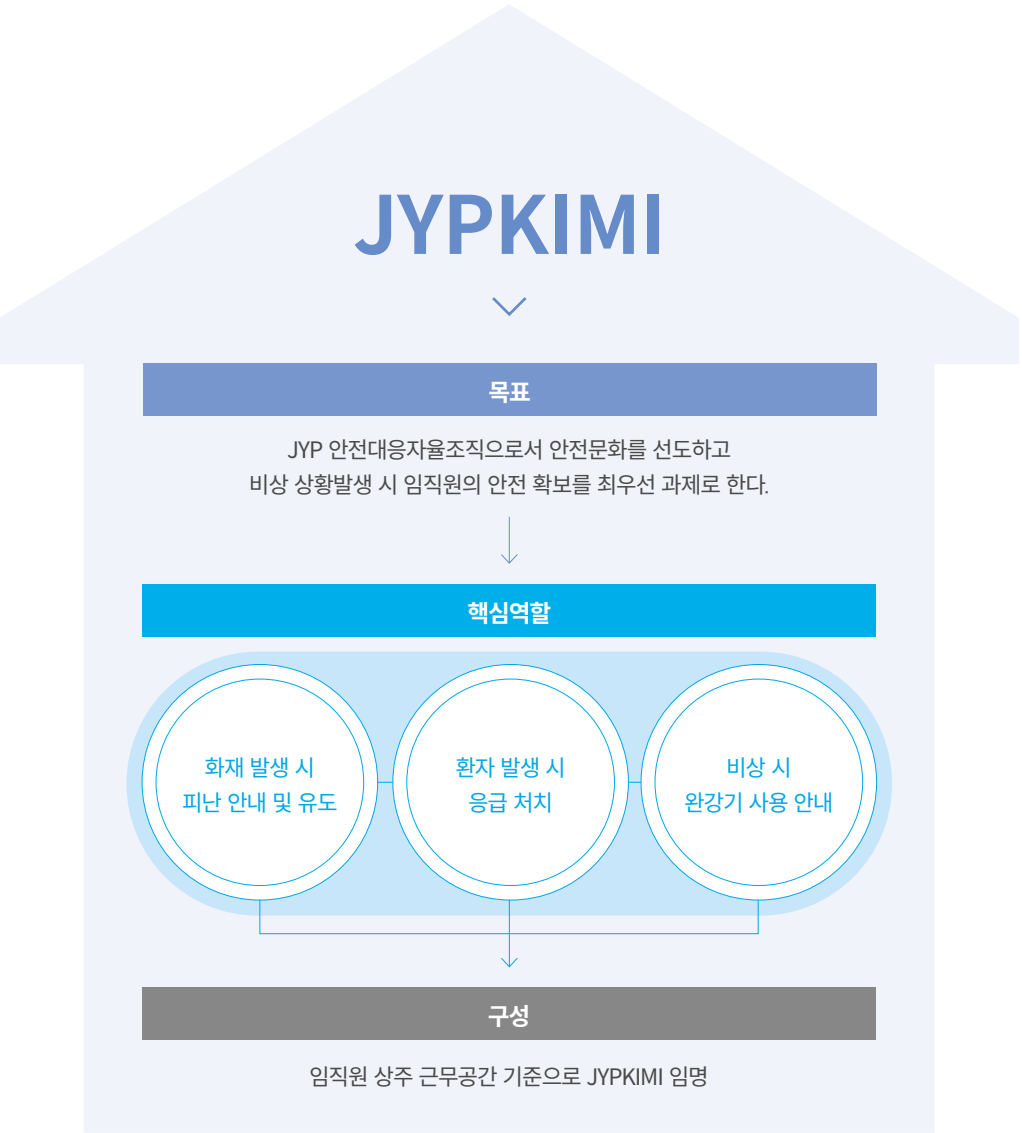 JYPKIMI
목표
JYP 안전대응자율조직으로서 안전문화를 선도하고
비상 상황발생 시 임직원의 안전 확보를 최우선 과제로 한다.
핵심역할
화재 발생 시
피난 안내 및 유도
환자 발생 시
응급 처치
비상 시
완강기 사용 안내
구성
임직원 상주 근무공간 기준으로 JYPKIMI 임명